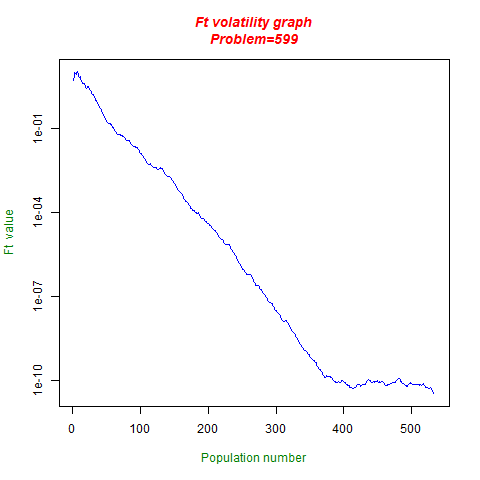 Ft volatility graph
Problem=599
Ft value
1e-01
1e-04
1e-07
1e-10
0 100 200 300 400 500
Population number